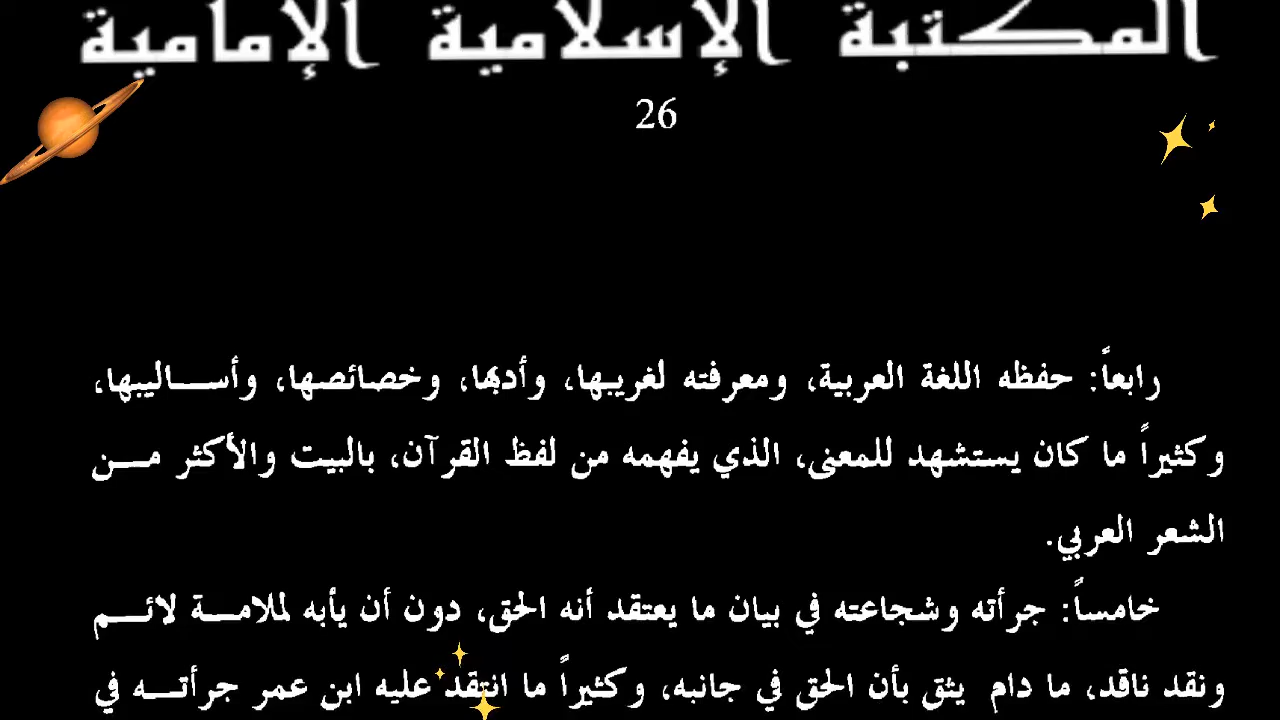 المكتبة الإسلامية الإمامية
26
رابعاً: حفظه اللغة العربية، ومعرفته لغريبها، وأدبها، وخصائصها، وأساليبها،
وكثيراً ما كان يستشهد للمعنى، الذي يفهمه من لفظ القرآن، بالبيت والأكثر من
الشعر العربي.
خامساً: جرأته وشجاعته في بيان ما يعتقد أنه الحق، دون أن يأبه لملامة لائم
ونقد ناقد، ما دام يثق بأن الحق في جانبه، وكثيراً ما انتقد عليه ابن عمر جرأته في